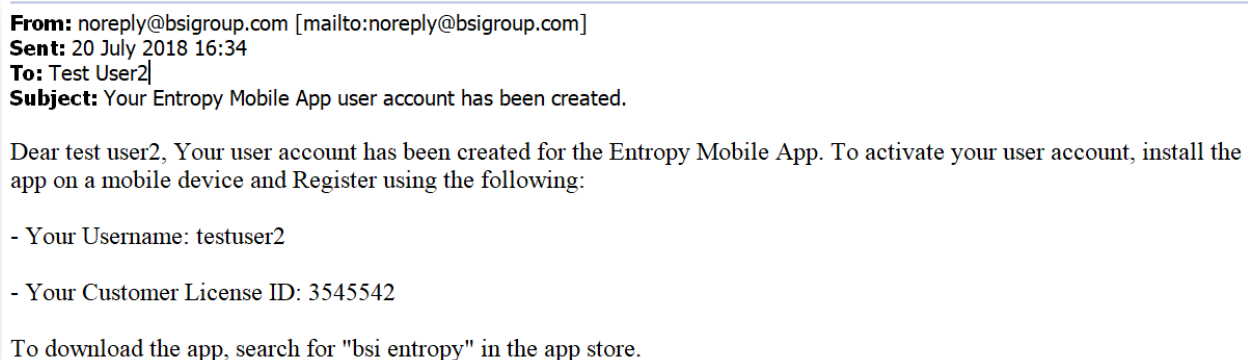 From: noreply@bsigroup.com [mailto:noreply@bsigroup.com]
Sent: 20 July 2018 16:34
To: Test User2
Subject: Your Entropy Mobile App user account has been created.
Dear test user2, Your user account has been created for the Entropy Mobile App. To activate your user account, install the
app on a mobile device and Register using the following:
- Your Username: testuser2
- Your Customer License ID: 3545542
To download the app, search for "bsi entropy" in the app store.